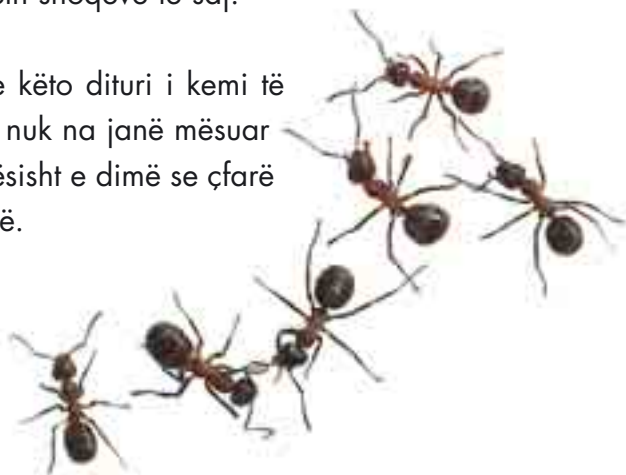 shoqeve të saj.
e këto dituri i kemi të
nuk na janë mësuar
ësisht e dimë se çfarë
ë.